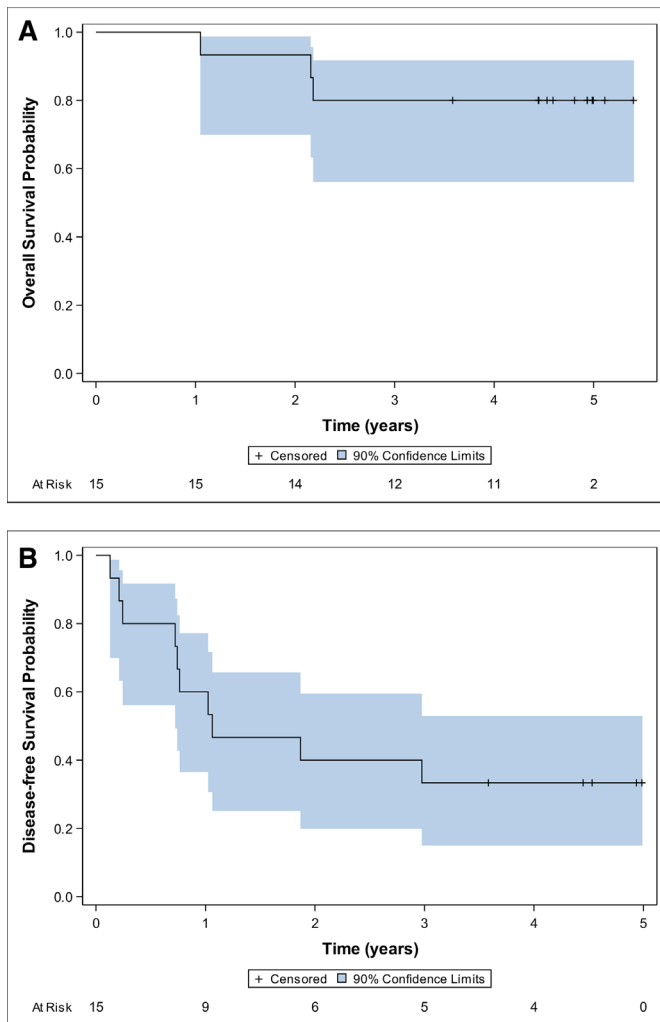 A
Overall Survival Probability
1.0
0.8
0.6
0.4
0.2
0.0
0 1 2 3 4 5
Time (years)
+ Censored 90% Confidence Limits
At Risk 15 15 14 12 11 2
B
Disease-free Survival Probability
1.0
0.8
0.6
0.4
0.2
0.0
0 1 2 3 4 5
Time (years)
+ Censored 90% Confidence Limits
At Risk 15 9 6 5 4 0